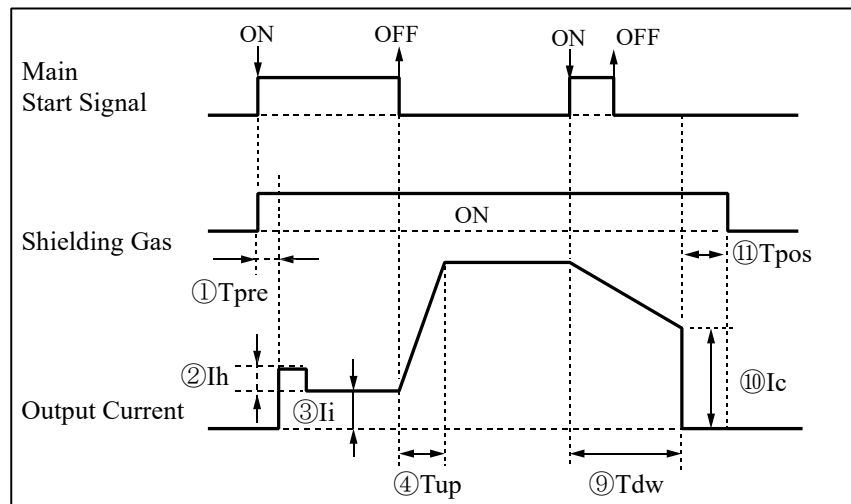 ON OFF ON OFF
Main
Start Signal
ON
Shielding Gas
⑪Tpos
①Tpre
②Ih
⑩Ic
③Ii
Output Current
④Tup ⑨Tdw